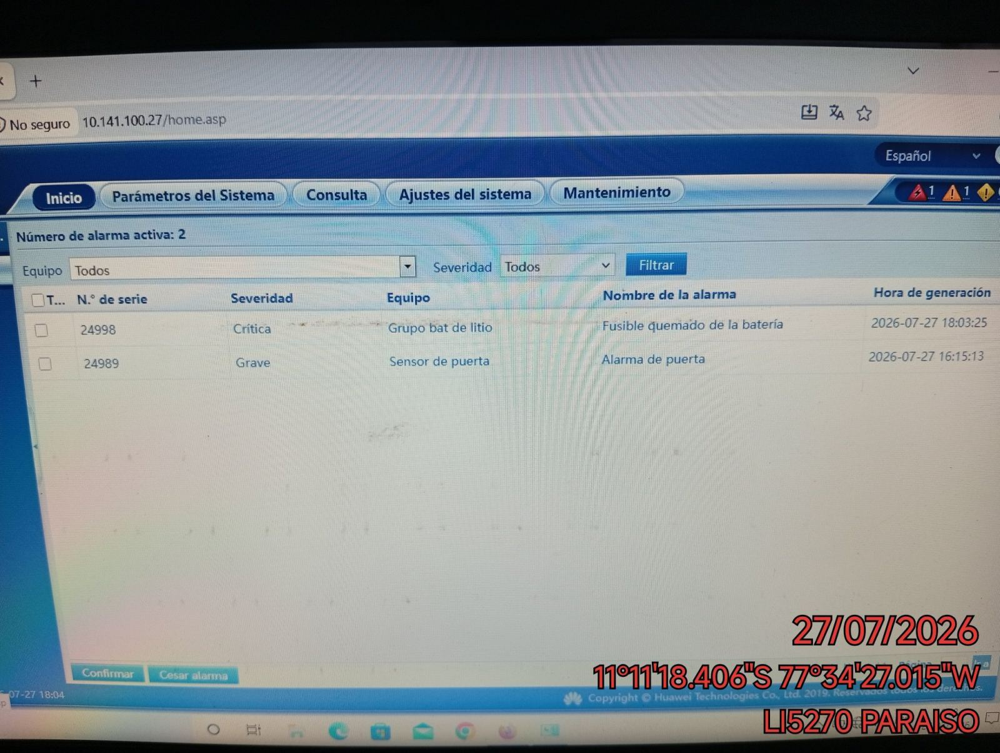 No seguro 10.141.100.27/home.asp
Español
Inicio Parámetros del Sistema Consulta Ajustes del sistema Mantenimiento 1 1
Número de alarma activa: 2
Equipo Todos Severidad Todos Filtrar
T... N.° de serie Severidad Equipo Nombre de la alarma Hora de generación
24998 Crítica Grupo bat de litio Fusible quemado de la batería 2026-07-27 18:03:25
24989 Grave Sensor de puerta Alarma de puerta 2026-07-27 16:15:13
Confirmar Cesar alarma
07-27 18:04
Copyright © Huawei Technologies Co., Ltd. 2019. Reservados todos los derechos.
27/07/2026
11°11'18.406"S 77°34'27.015"W
LI5270 PARAISO